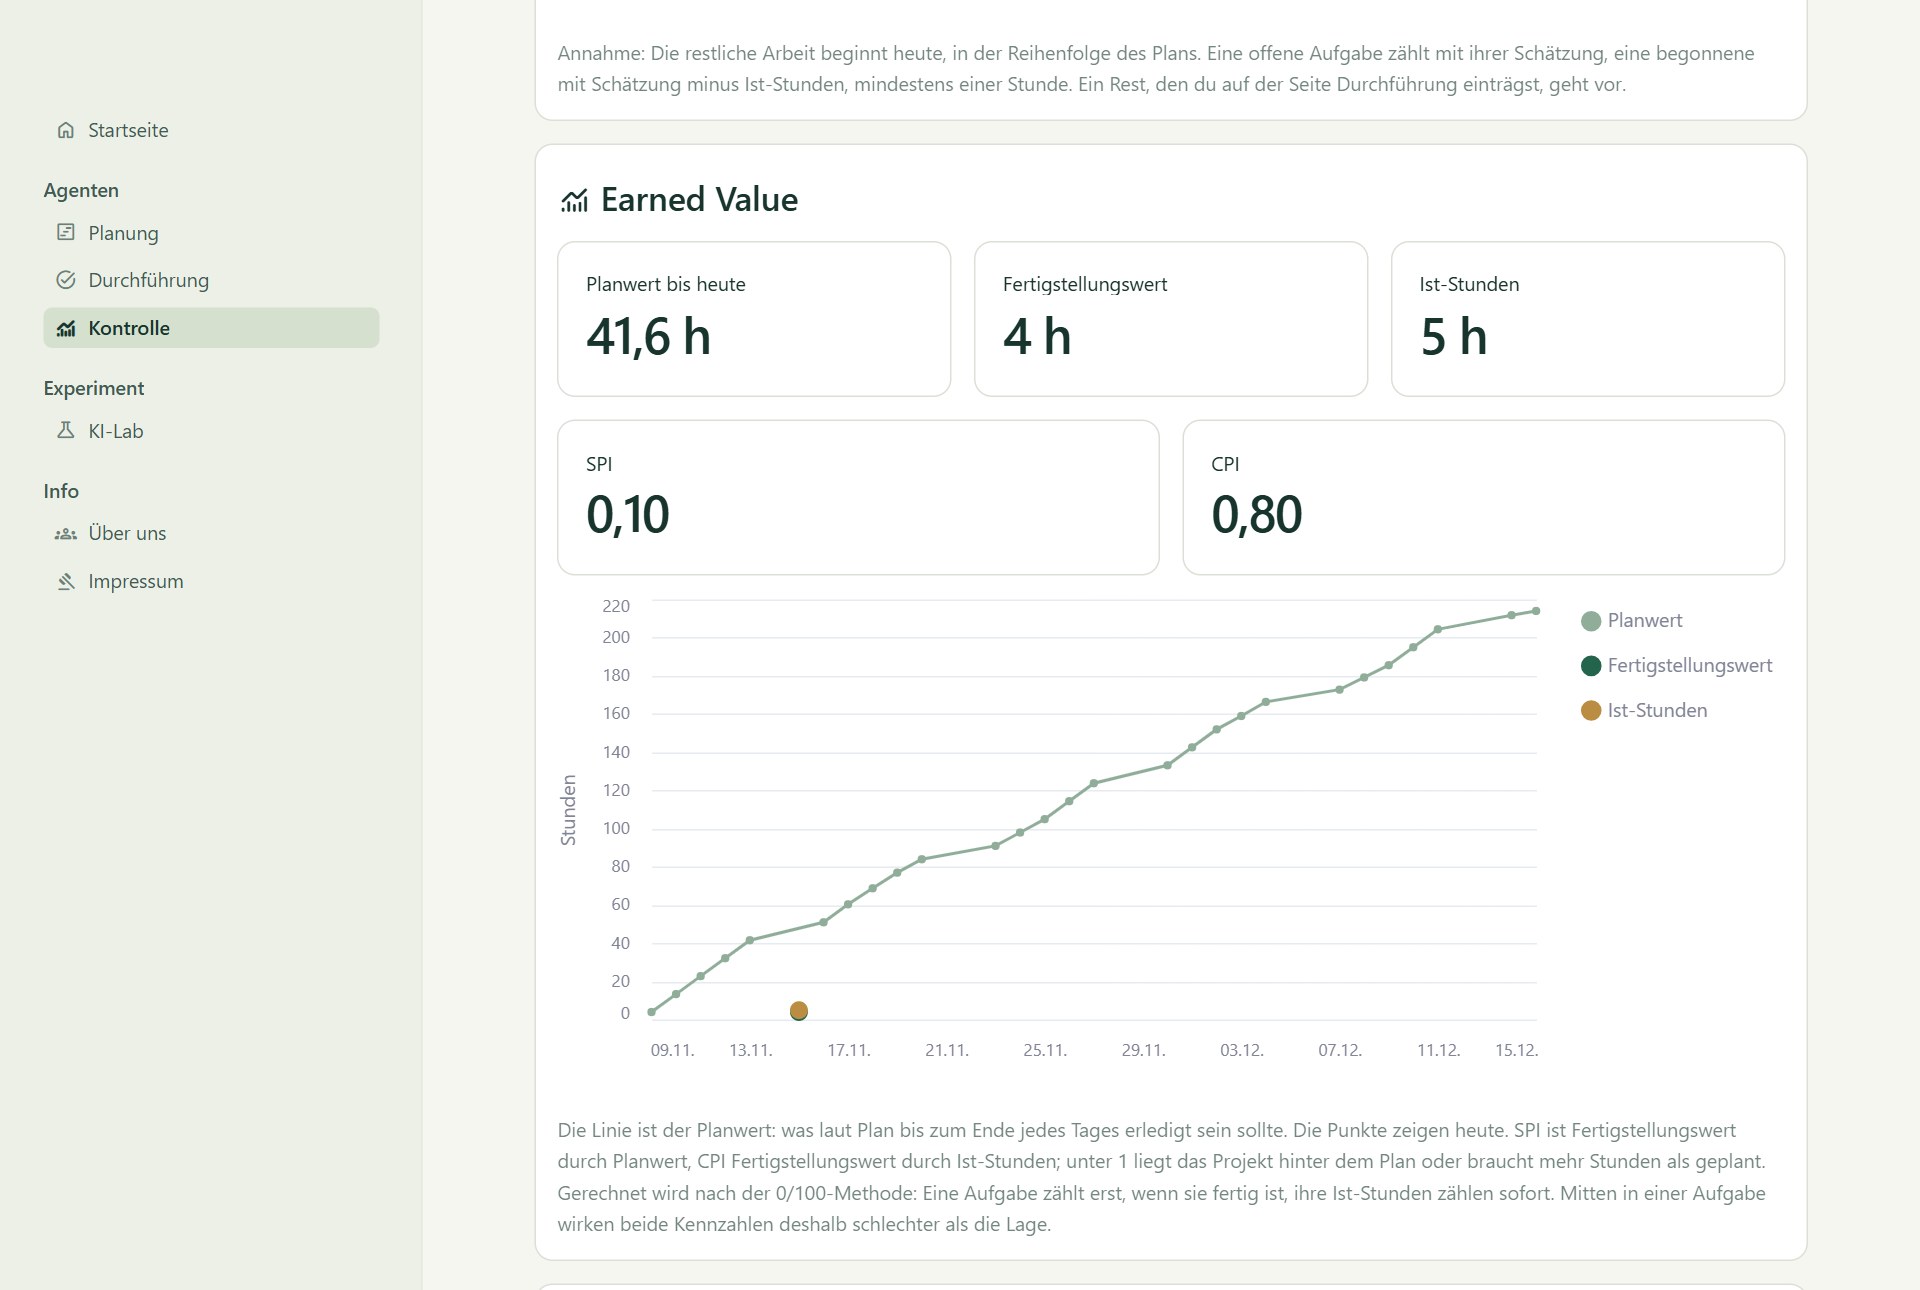 Annahme: Die restliche Arbeit beginnt heute, in der Reihenfolge des Plans. Eine offene Aufgabe zählt mit ihrer Schätzung, eine begonnene
mit Schätzung minus Ist-Stunden, mindestens einer Stunde. Ein Rest, den du auf der Seite Durchführung einträgst, geht vor.
Startseite
Agenten
Planung
Durchführung
Kontrolle
Experiment
KI-Lab
Info
Über uns
Impressum
Earned Value
Planwert bis heute
41,6 h
Fertigstellungswert
4 h
Ist-Stunden
5 h
SPI
0,10
CPI
0,80
Stunden
220
200
180
160
140
120
100
80
60
40
20
0
09.11. 13.11. 17.11. 21.11. 25.11. 29.11. 03.12. 07.12. 11.12. 15.12.
Planwert
Fertigstellungswert
Ist-Stunden
Die Linie ist der Planwert: was laut Plan bis zum Ende jedes Tages erledigt sein sollte. Die Punkte zeigen heute. SPI ist Fertigstellungswert
durch Planwert, CPI Fertigstellungswert durch Ist-Stunden; unter 1 liegt das Projekt hinter dem Plan oder braucht mehr Stunden als geplant.
Gerechnet wird nach der 0/100-Methode: Eine Aufgabe zählt erst, wenn sie fertig ist, ihre Ist-Stunden zählen sofort. Mitten in einer Aufgabe
wirken beide Kennzahlen deshalb schlechter als die Lage.